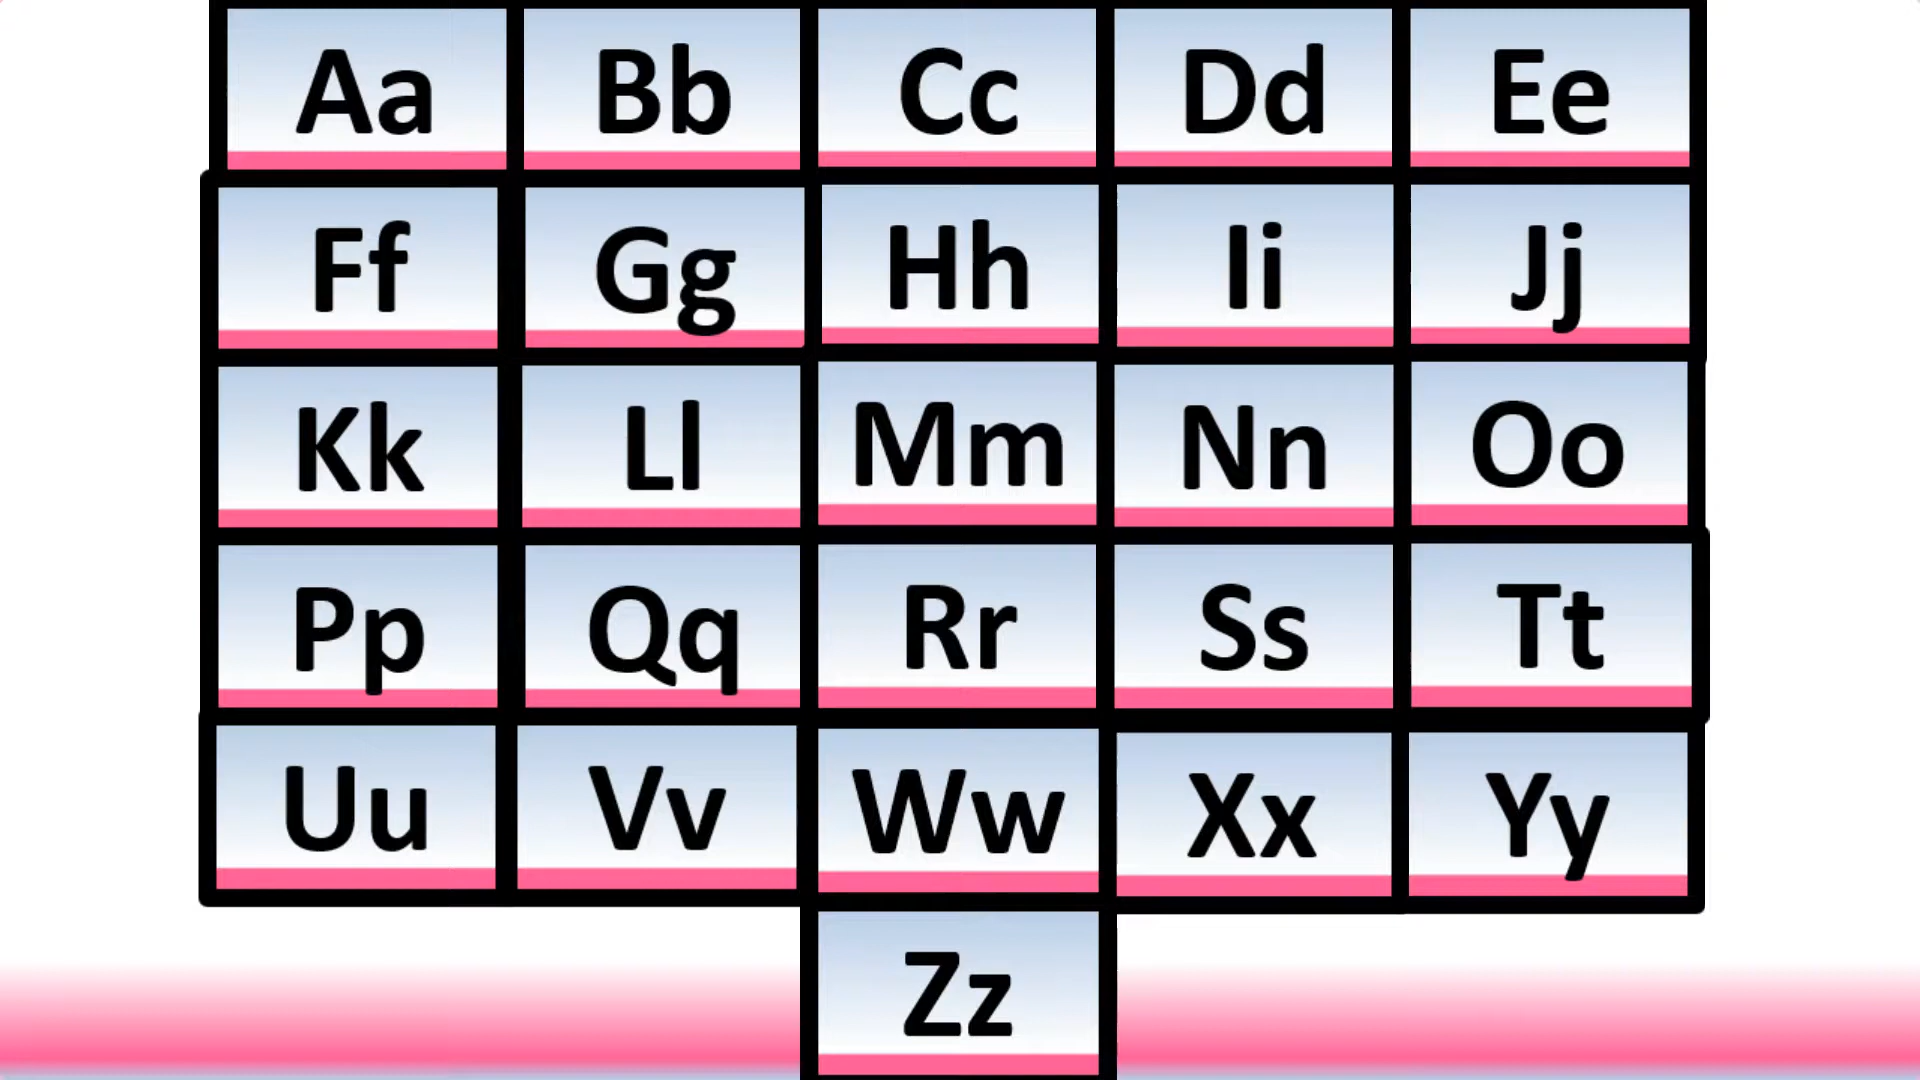 Aa Bb Cc Dd Ee
Ff Gg Hh Ii Jj
Kk Ll Mm Nn Oo
Pp Qq Rr Ss Tt
Uu Vv Ww Xx Yy
Zz